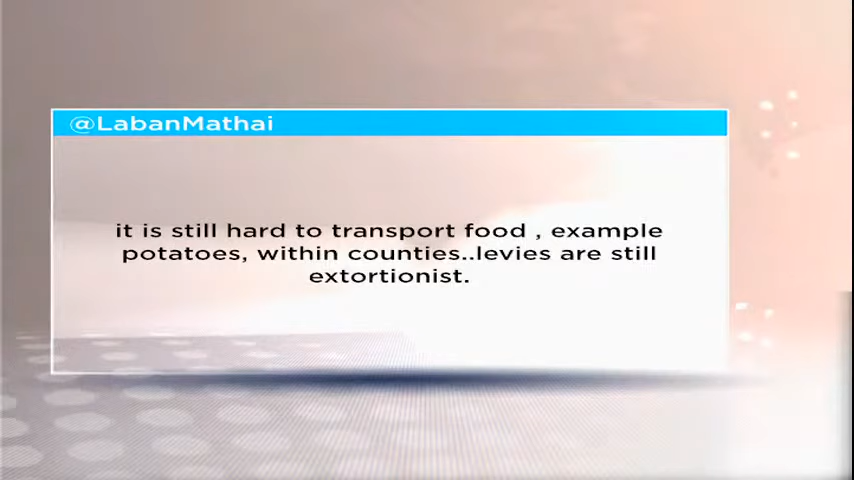 @LabanMathai
it is still hard to transport food , example
potatoes, within counties..levies are still
extortionist.